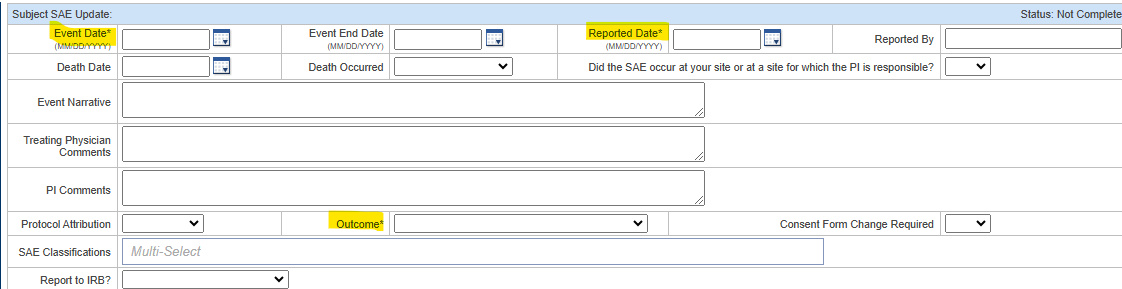 Subject SAE Update: Status: Not Complete
Event Date* Event End Date Reported Date* Reported By
(MM/DD/YYYY) (MM/DD/YYYY) (MM/DD/YYYY)
Death Date Death Occurred Did the SAE occur at your site or at a site for which the PI is responsible?
Event Narrative
Treating Physician
Comments
PI Comments
Protocol Attribution Outcome* Consent Form Change Required
SAE Classifications Multi-Select
Report to IRB?